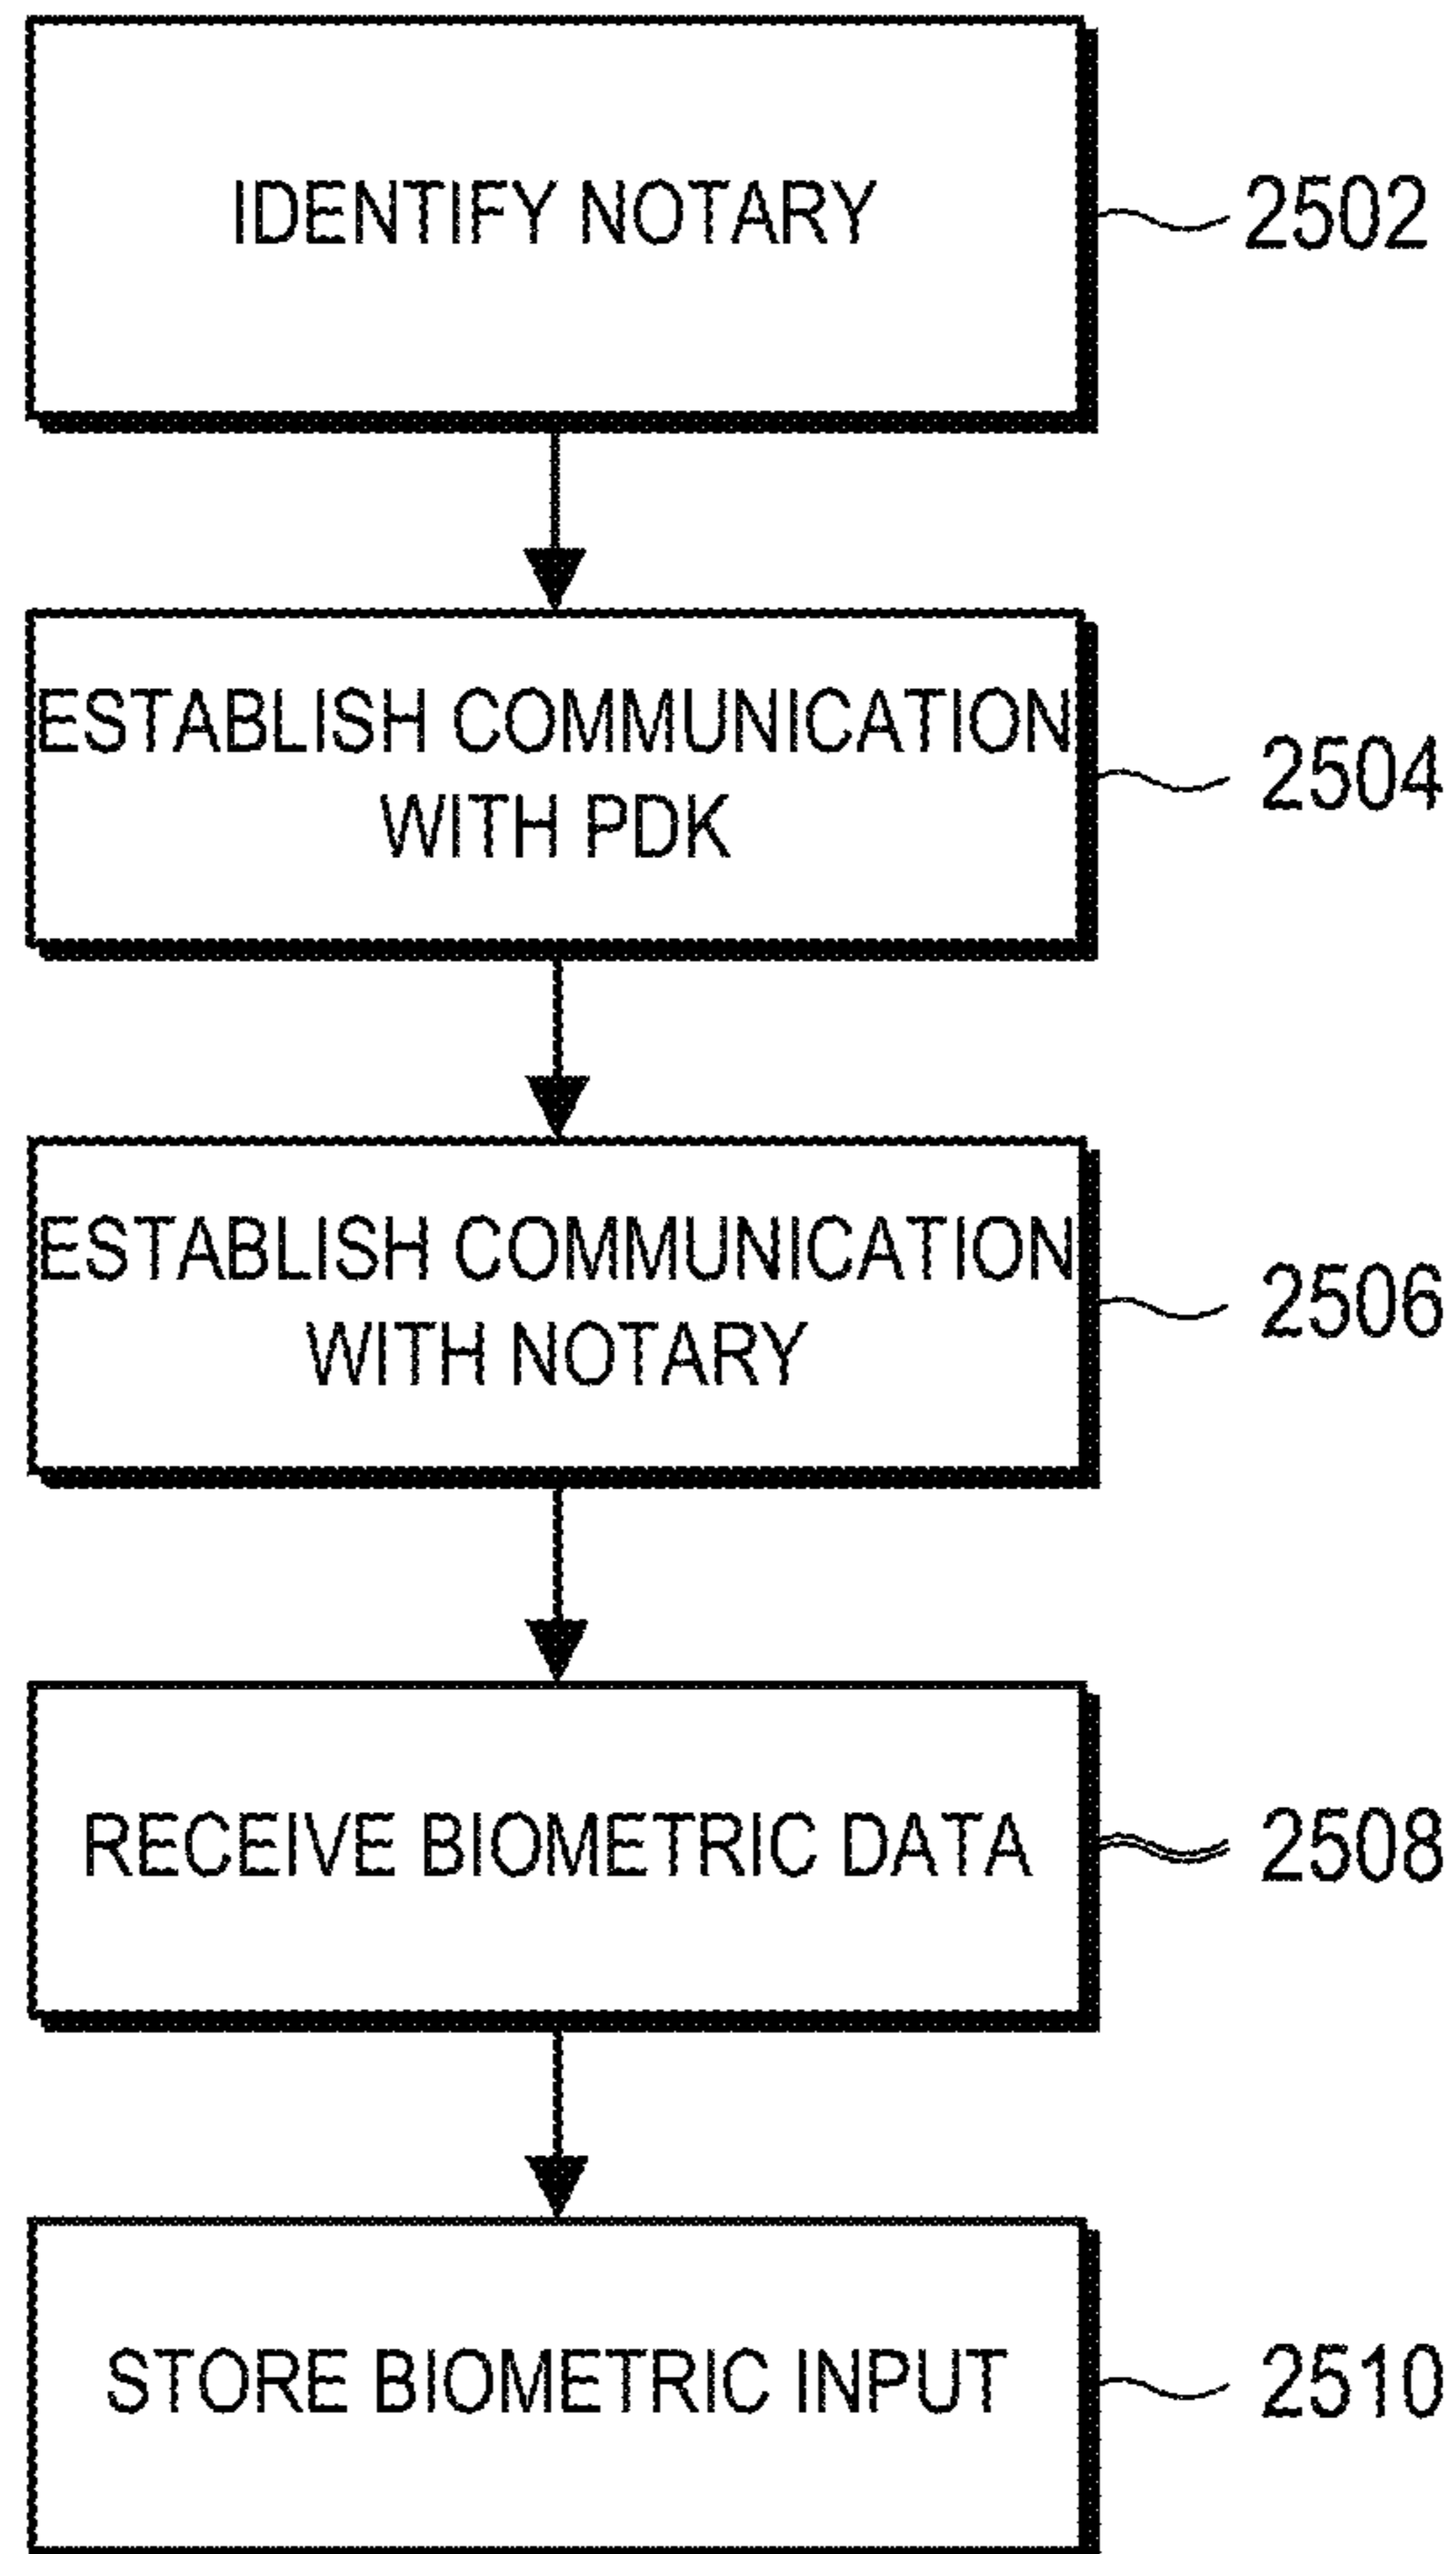 IDENTIFY NOTARY
2502
ESTABLISH COMMUNICATION
WITH PDK
2504
ESTABLISH COMMUNICATION
WITH NOTARY
2506
RECEIVE BIOMETRIC DATA
2508
STORE BIOMETRIC INPUT
2510